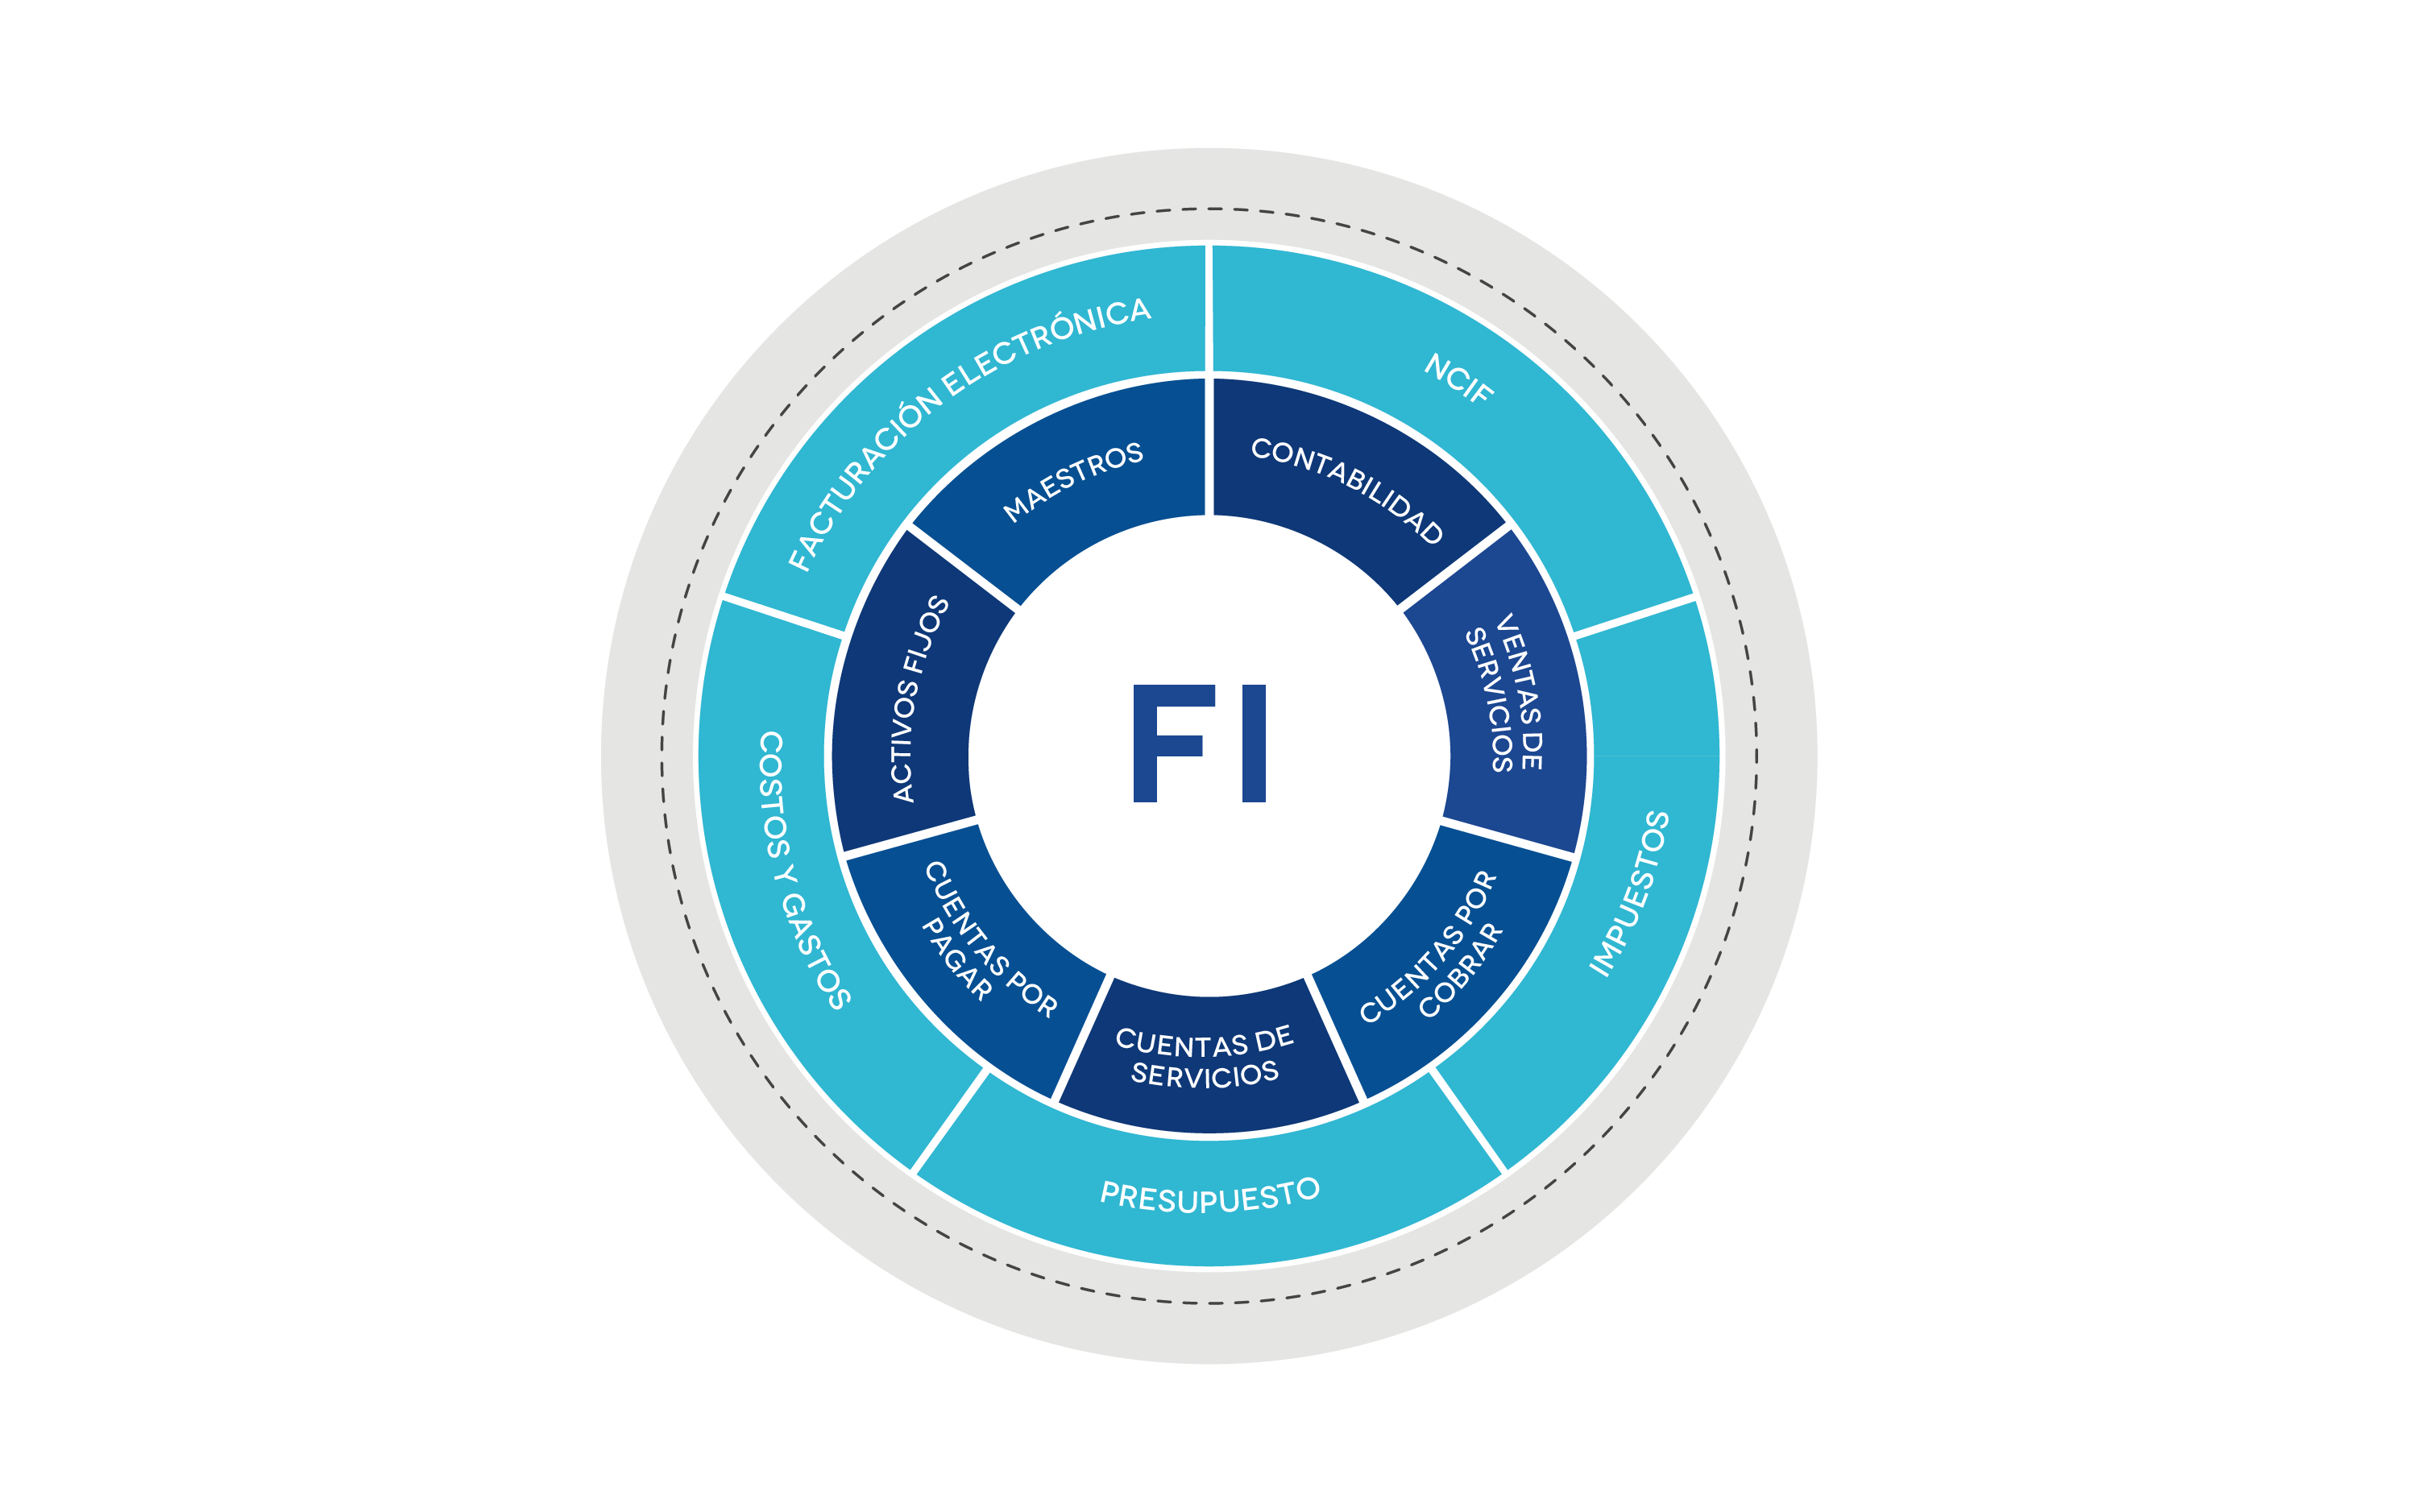 FACTURACIÓN ELECTRÓNICA
NCIF
IMPUESTOS
PRESUPUESTO
COSTOS Y GASTOS
MAESTROS
CONTABILIDAD
VENTAS DE
SERVICIOS
CUENTAS POR
COBRAR
CUENTAS DE
SERVICIOS
CUENTAS POR
PAGAR
ACTIVOS FIJOS
FI